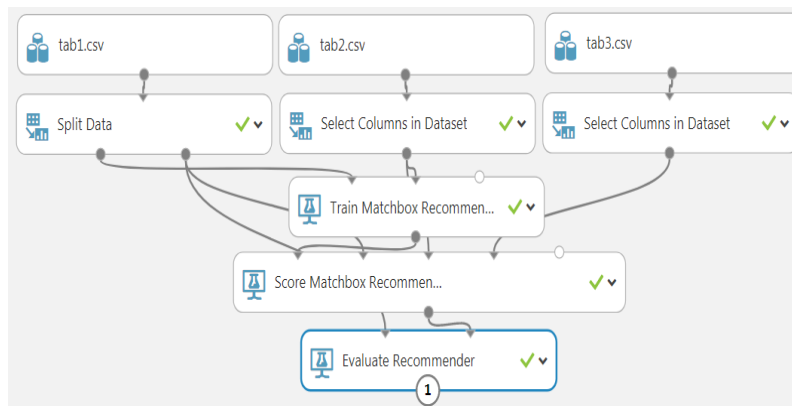 tab1.csv
tab2.csv
tab3.csv
Split Data
Select Columns in Dataset
Select Columns in Dataset
Train Matchbox Recommen...
Score Matchbox Recommen...
Evaluate Recommender
1